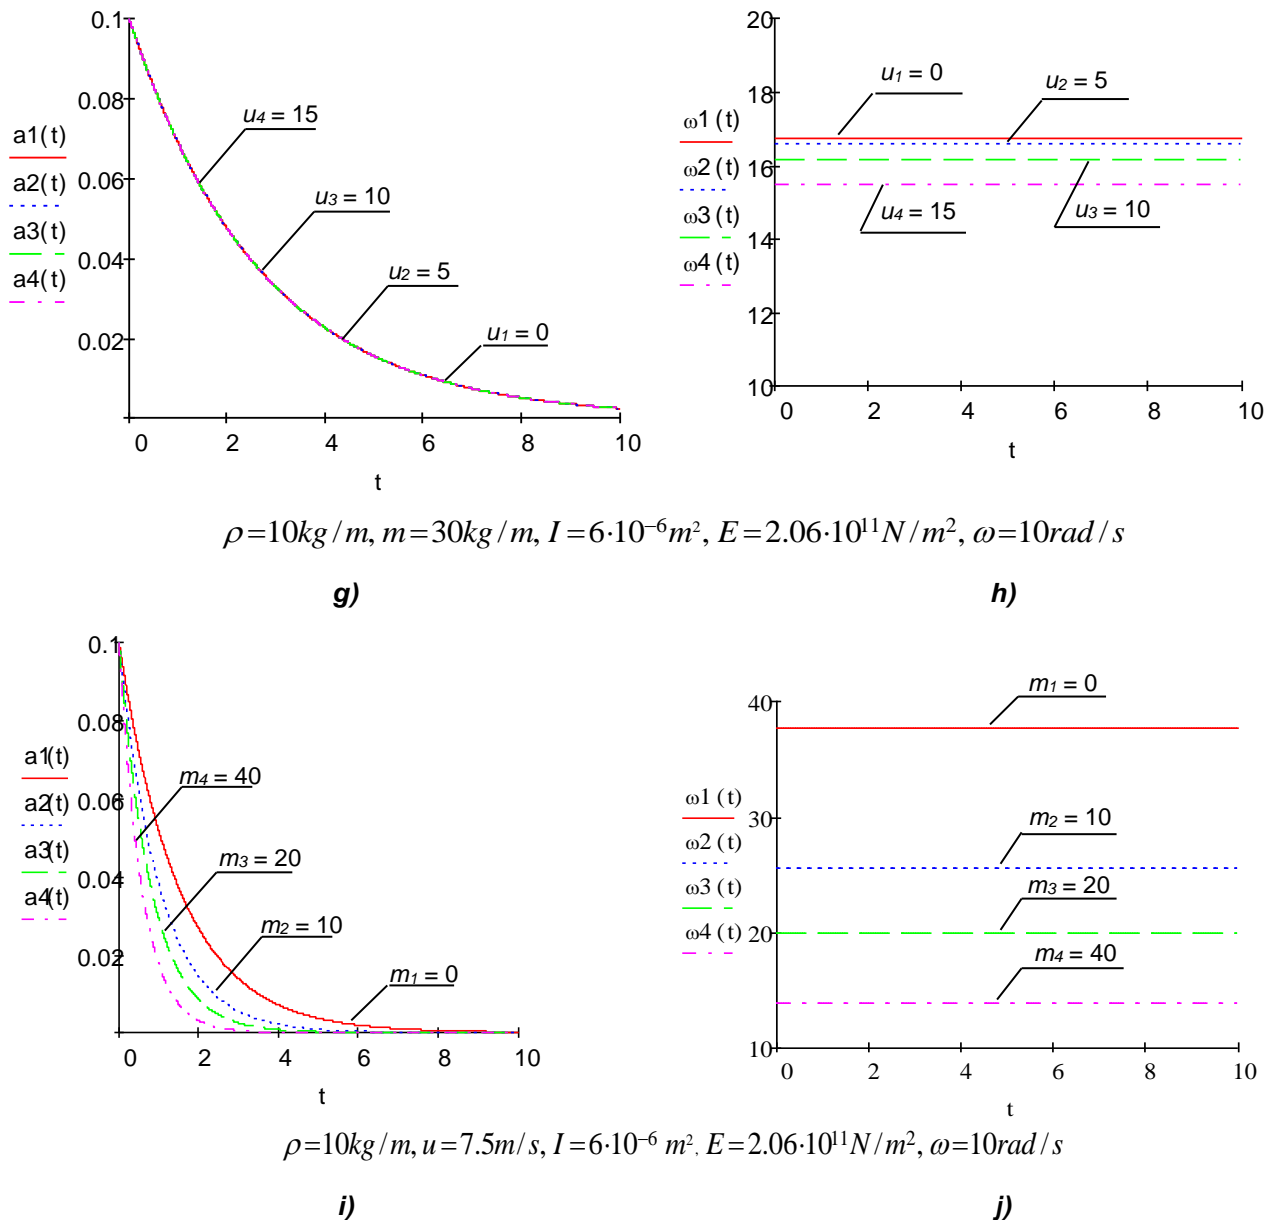 0.1
0.08
0.06
0.04
0.02
a1(t)
a2(t)
a3(t)
a4(t)
u4 = 15
u3 = 10
u2 = 5
u1 = 0
0 2 4 6 8 10
t
20
18
16
14
12
10
ω1(t)
ω2(t)
ω3(t)
ω4(t)
u1 = 0
u2 = 5
u4 = 15
u3 = 10
0 2 4 6 8 10
t
ρ=10kg/m, m=30kg/m, I=6·10⁻⁶m², E=2.06·10¹¹N/m², ω=10rad/s
g) h)
0.1
0.08
0.06
0.04
0.02
a1(t)
a2(t)
a3(t)
a4(t)
m4 = 40
m3 = 20
m2 = 10
m1 = 0
0 2 4 6 8 10
t
40
30
20
10
ω1(t)
ω2(t)
ω3(t)
ω4(t)
m1 = 0
m2 = 10
m3 = 20
m4 = 40
0 2 4 6 8 10
t
ρ=10kg/m, u=7.5m/s, I=6·10⁻⁶ m², E=2.06·10¹¹N/m², ω=10rad/s
i) j)